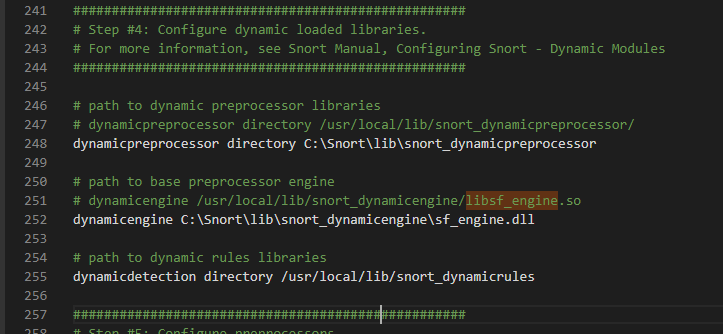 241 ###################################################
242 # Step #4: Configure dynamic loaded libraries.
243 # For more information, see Snort Manual, Configuring Snort - Dynamic Modules
244 ###################################################
245
246 # path to dynamic preprocessor libraries
247 # dynamicpreprocessor directory /usr/local/lib/snort_dynamicpreprocessor/
248 dynamicpreprocessor directory C:\Snort\lib\snort_dynamicpreprocessor
249
250 # path to base preprocessor engine
251 # dynamicengine /usr/local/lib/snort_dynamicengine/libsf_engine.so
252 dynamicengine C:\Snort\lib\snort_dynamicengine\sf_engine.dll
253
254 # path to dynamic rules libraries
255 dynamicdetection directory /usr/local/lib/snort_dynamicrules
256
257 ###################################################
258 # Step #5: Configure preprocessors